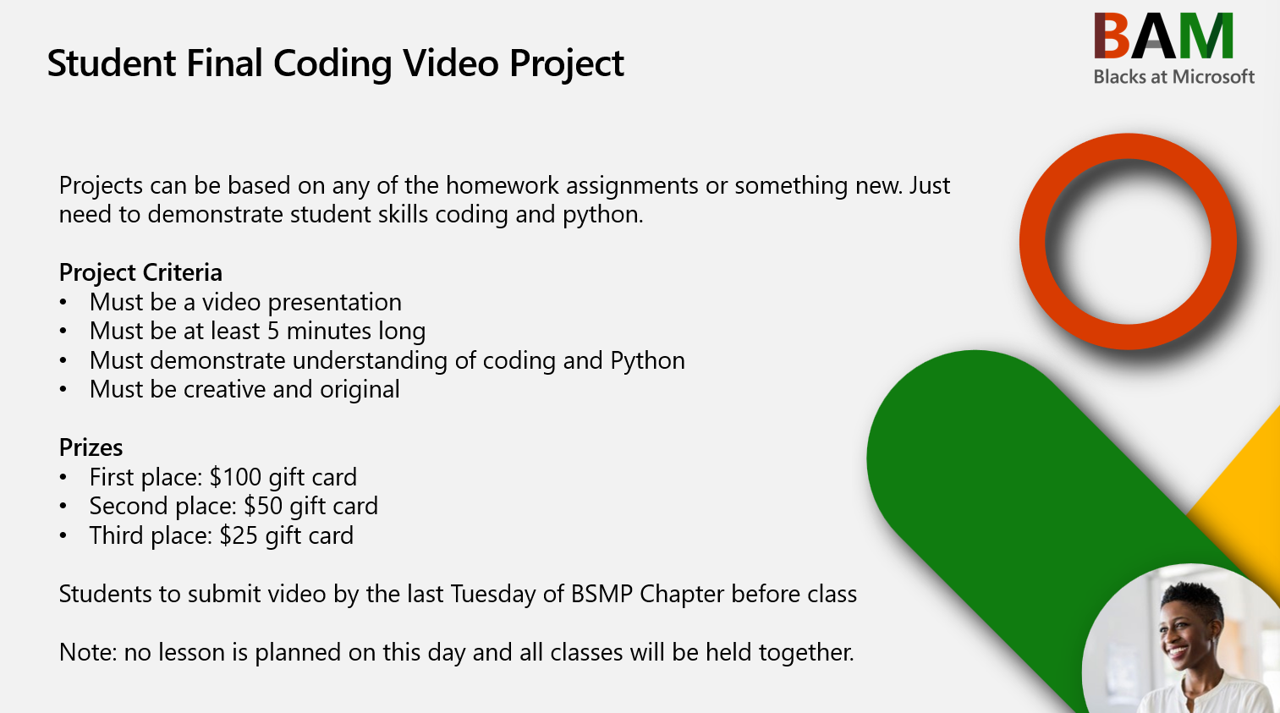 Student Final Coding Video Project
BAM
Blacks at Microsoft
Projects can be based on any of the homework assignments or something new. Just
need to demonstrate student skills coding and python.
Project Criteria
• Must be a video presentation
• Must be at least 5 minutes long
• Must demonstrate understanding of coding and Python
• Must be creative and original
Prizes
• First place: $100 gift card
• Second place: $50 gift card
• Third place: $25 gift card
Students to submit video by the last Tuesday of BSMP Chapter before class
Note: no lesson is planned on this day and all classes will be held together.